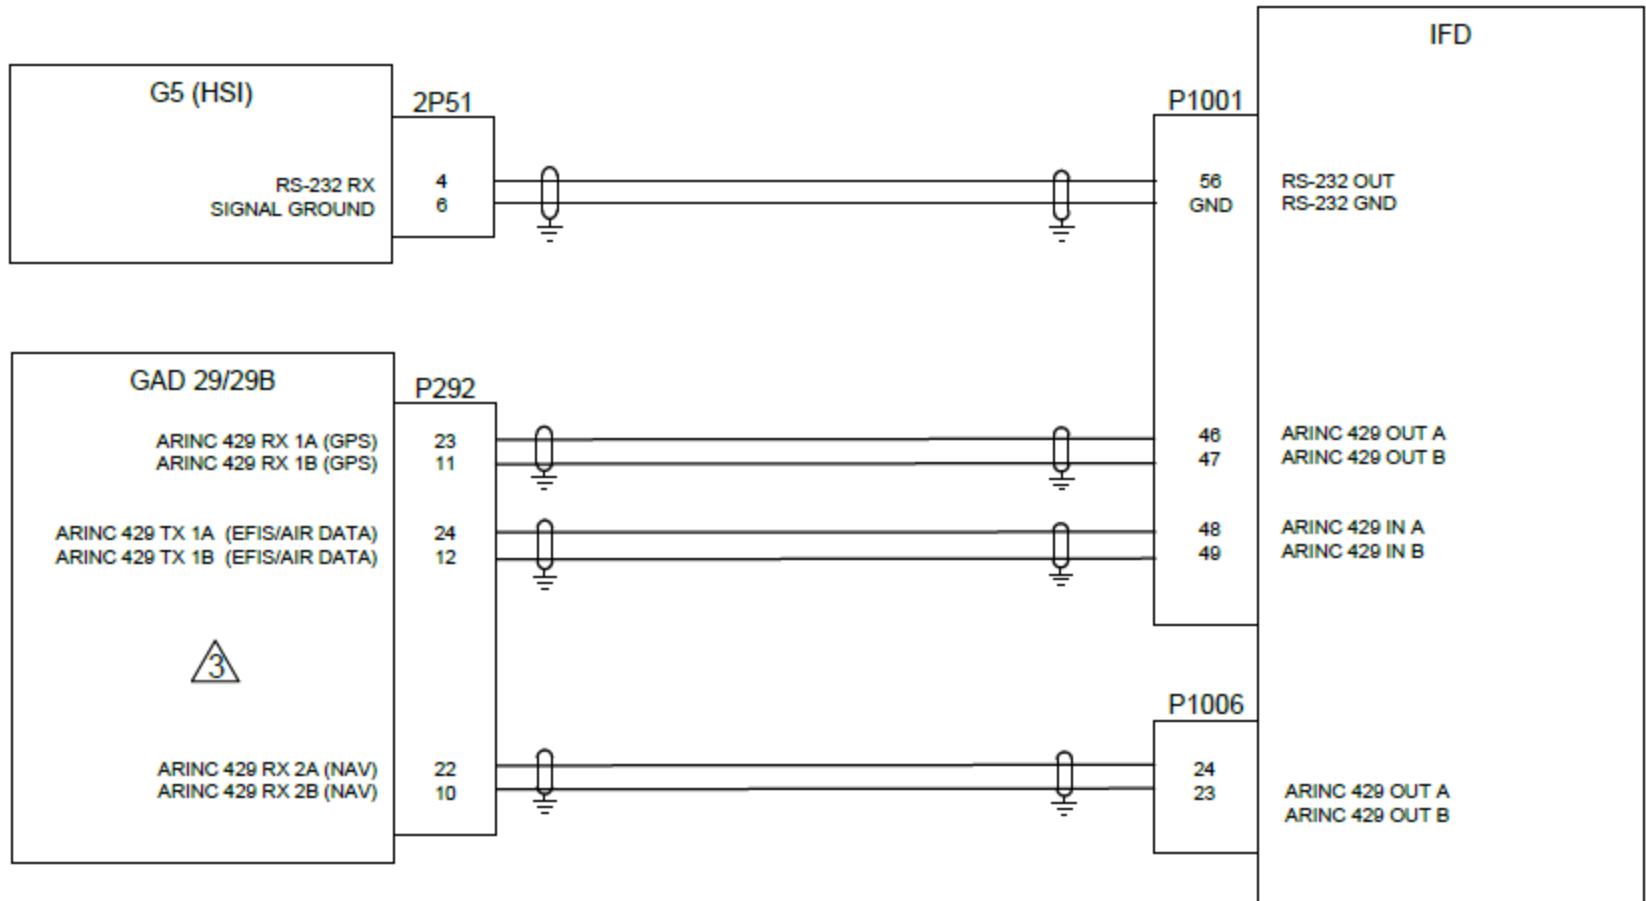 IFD
G5 (HSI)
2P51
P1001
RS-232 RX 4 56 RS-232 OUT
SIGNAL GROUND 6 GND RS-232 GND
GAD 29/29B
P292
ARINC 429 RX 1A (GPS) 23 46 ARINC 429 OUT A
ARINC 429 RX 1B (GPS) 11 47 ARINC 429 OUT B
ARINC 429 TX 1A (EFIS/AIR DATA) 24 48 ARINC 429 IN A
ARINC 429 TX 1B (EFIS/AIR DATA) 12 49 ARINC 429 IN B
3
P1006
ARINC 429 RX 2A (NAV) 22 24
ARINC 429 RX 2B (NAV) 10 23 ARINC 429 OUT A
ARINC 429 OUT B